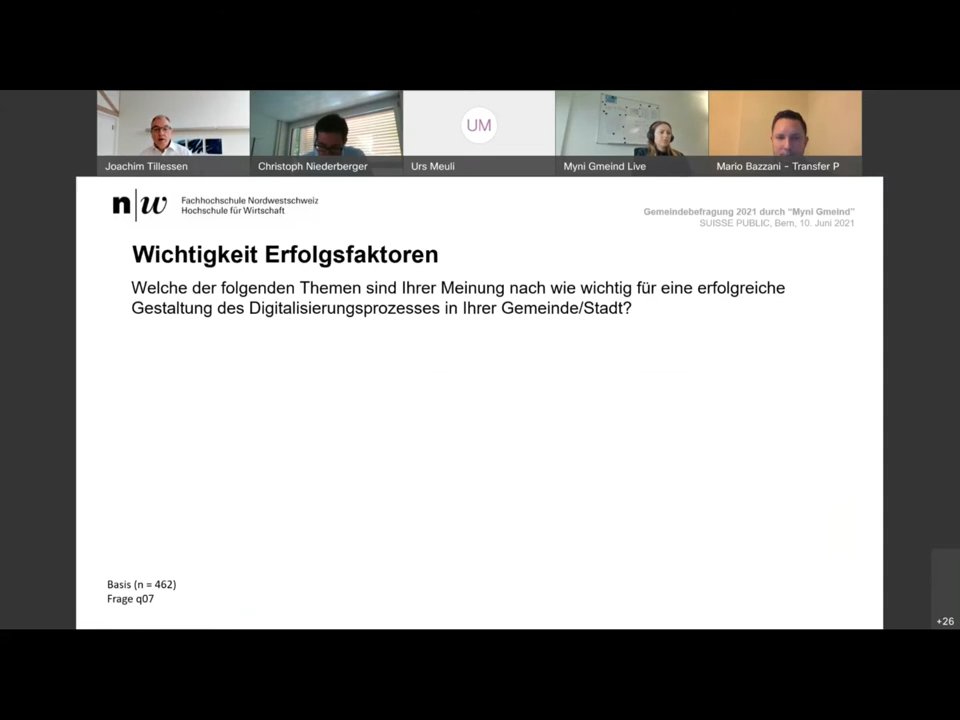 UM
Joachim Tillessen
Christoph Niederberger
Urs Meuli
Myni Gmeind Live
Mario Bazzani - Transfer P
n|w
Fachhochschule Nordwestschweiz
Hochschule für Wirtschaft
Gemeindebefragung 2021 durch "Myni Gmeind"
SUISSE PUBLIC, Bern, 10. Juni 2021
Wichtigkeit Erfolgsfaktoren
Welche der folgenden Themen sind Ihrer Meinung nach wie wichtig für eine erfolgreiche
Gestaltung des Digitalisierungsprozesses in Ihrer Gemeinde/Stadt?
Basis (n = 462)
Frage q07
+26